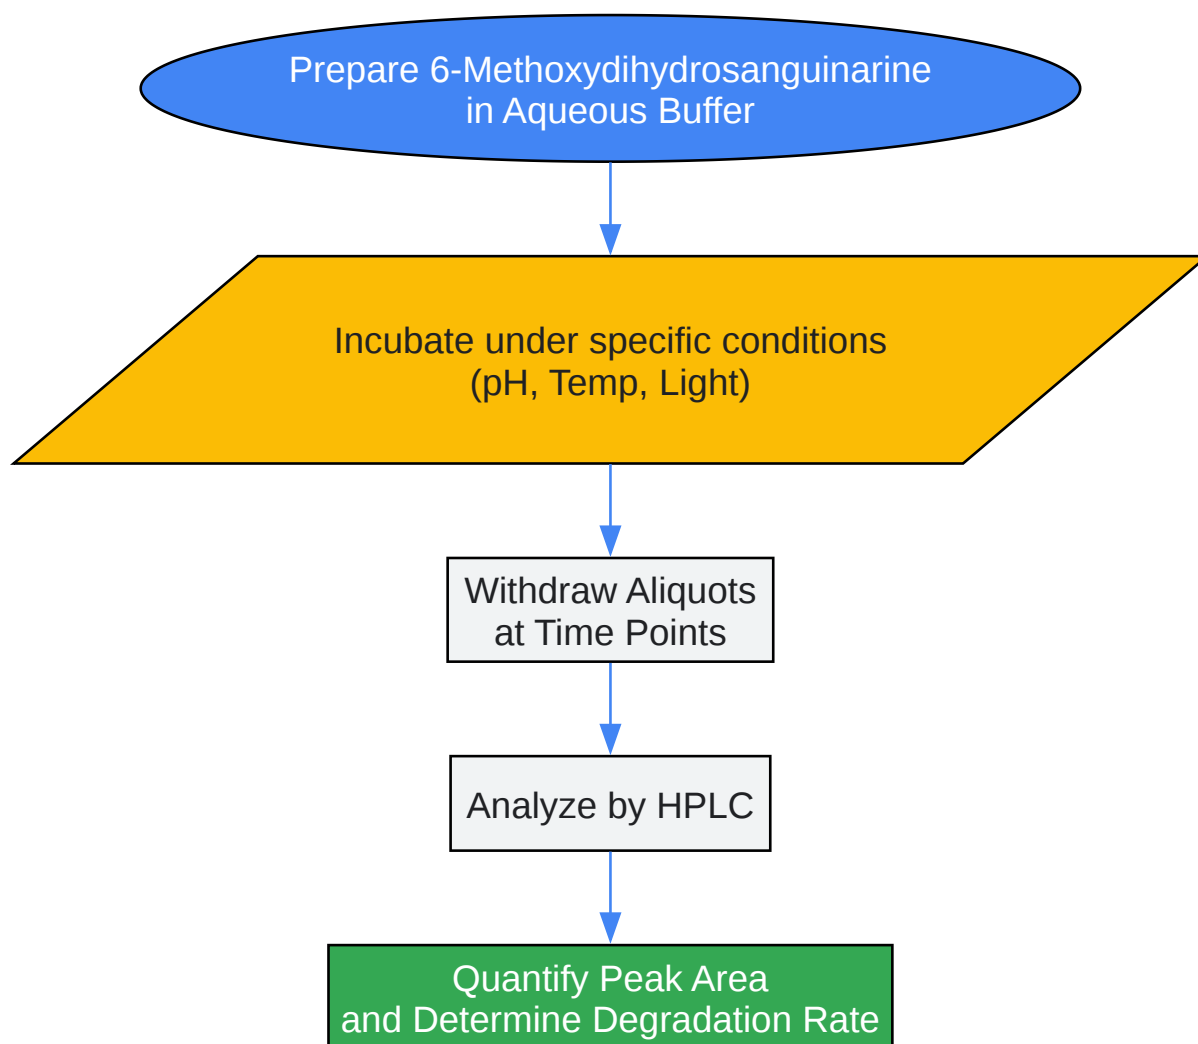 Prepare 6-Methoxydihydrosanguinarine
in Aqueous Buffer
Incubate under specific conditions
(pH, Temp, Light)
Withdraw Aliquots
at Time Points
Analyze by HPLC
Quantify Peak Area
and Determine Degradation Rate